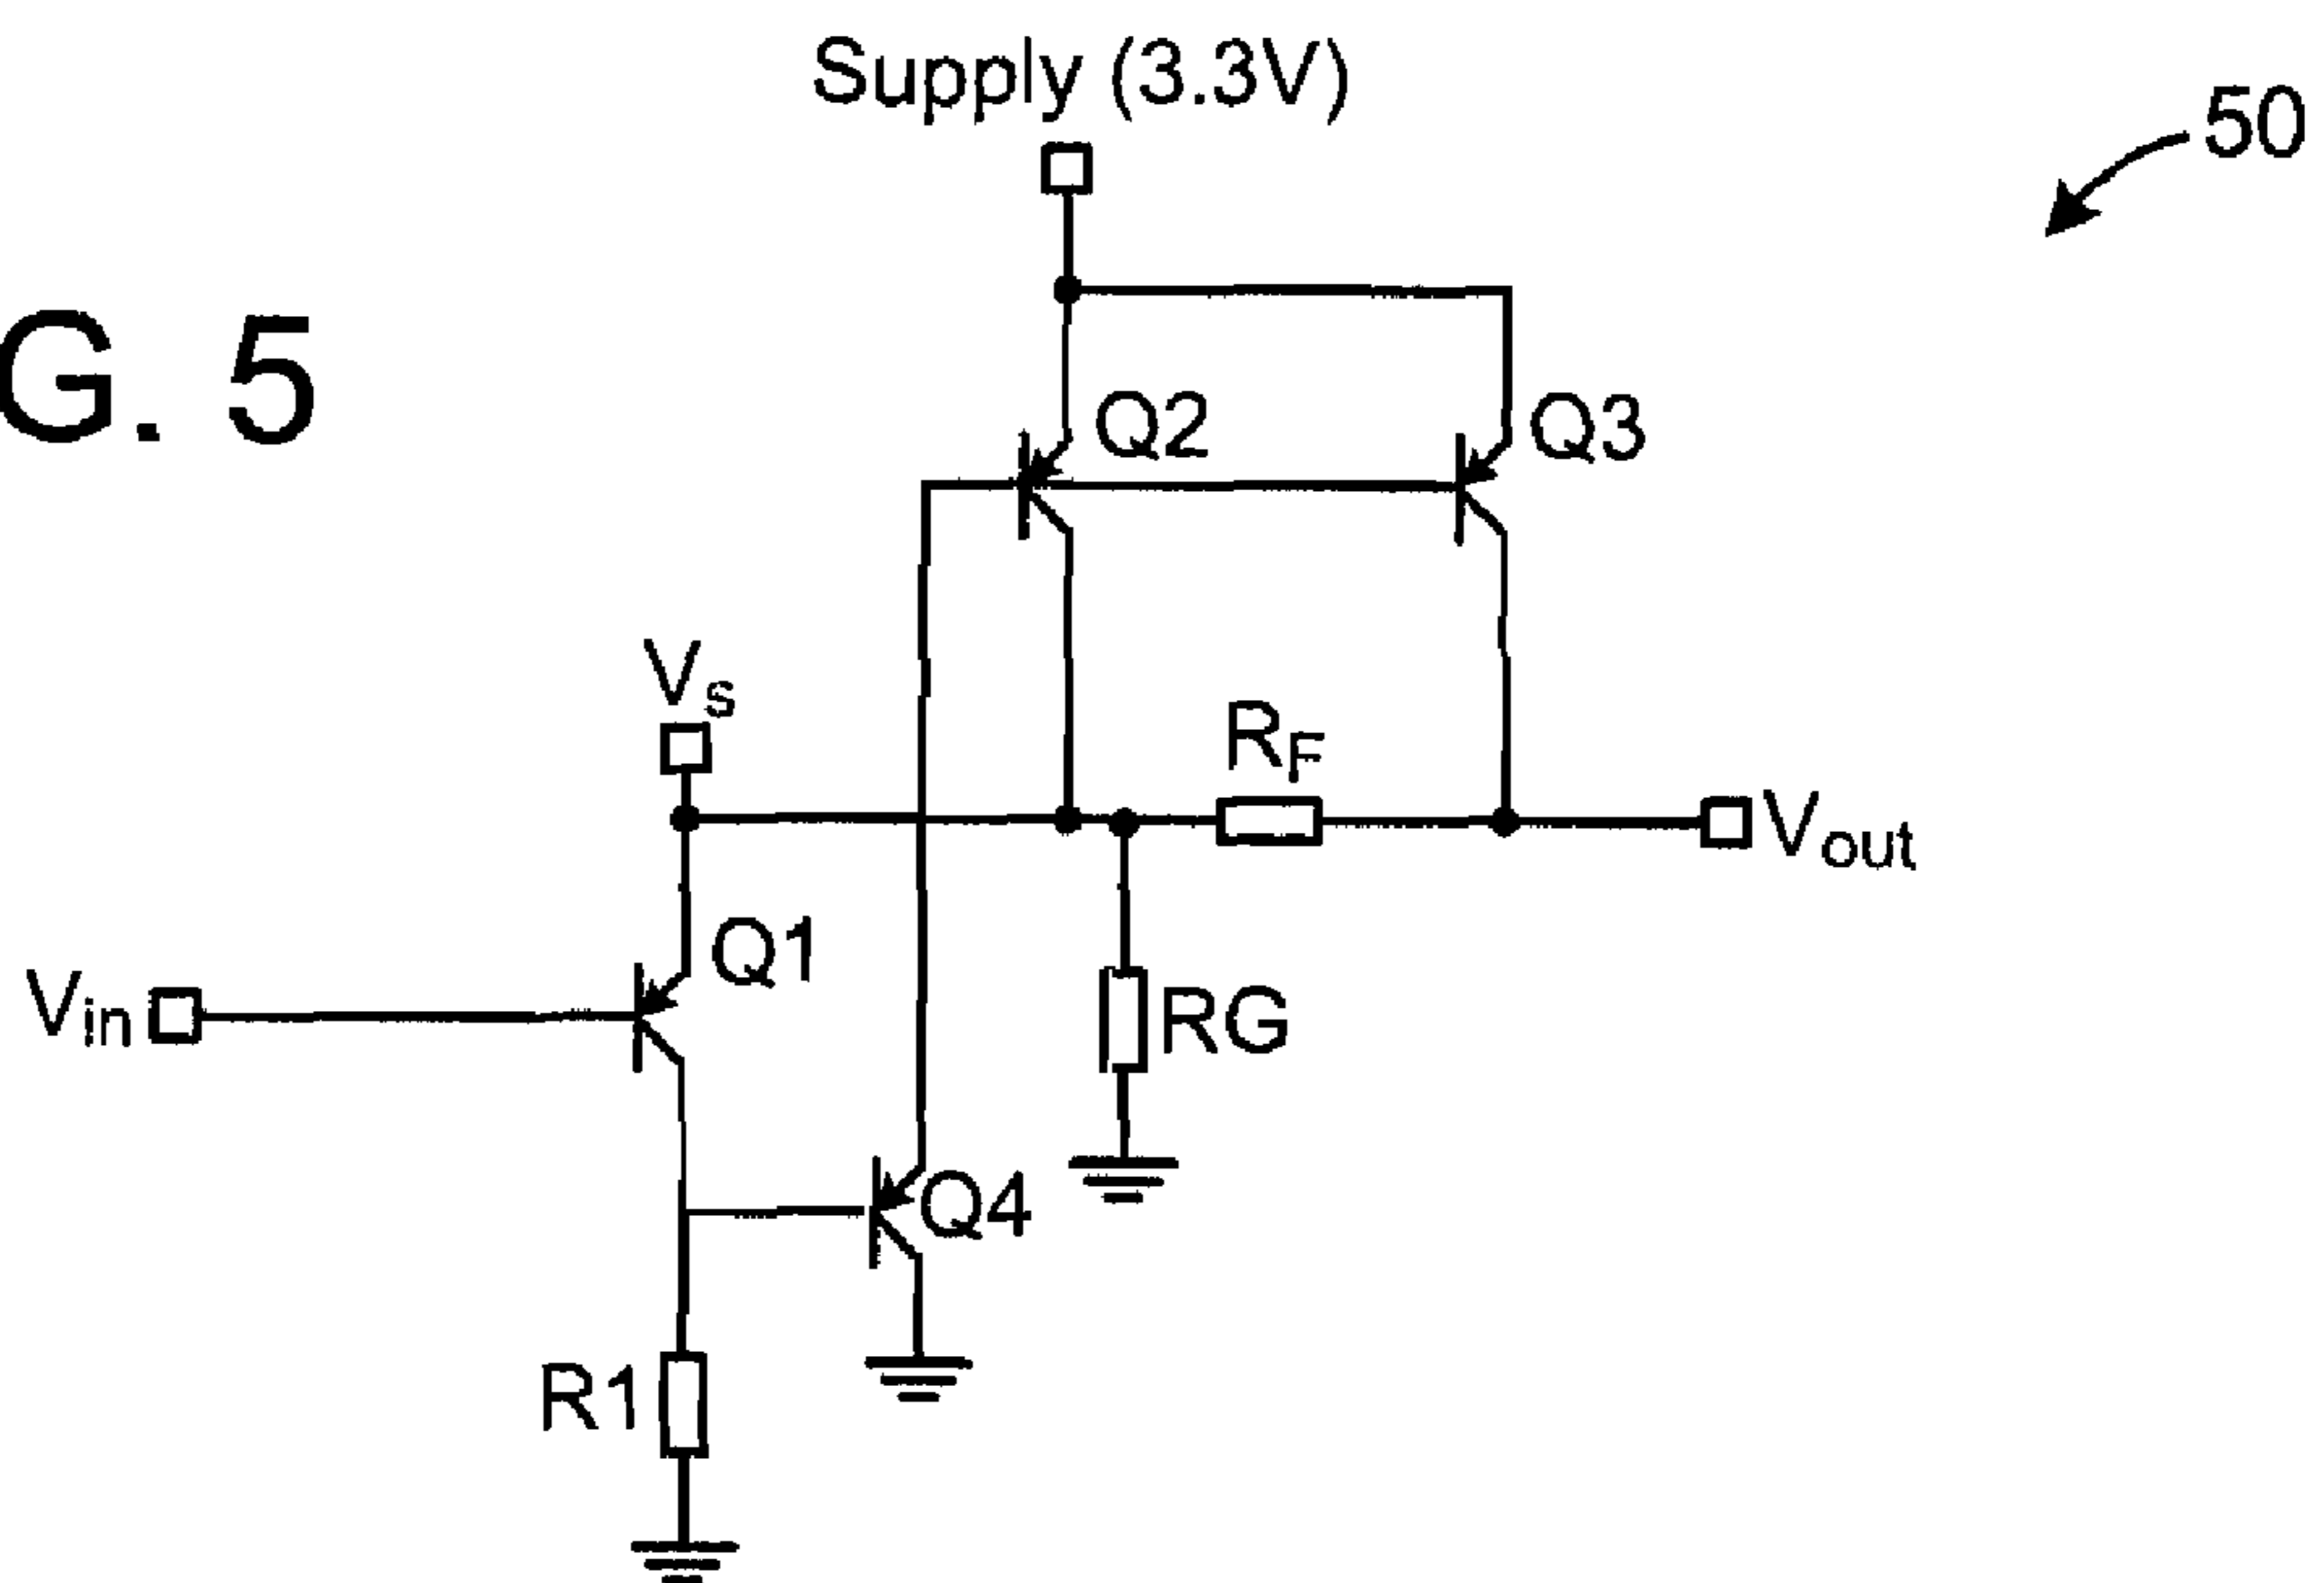 Supply (3.3V)
50
G. 5
Q2
Q3
Vs
RF
Vout
Q1
Vin
RG
Q4
R1